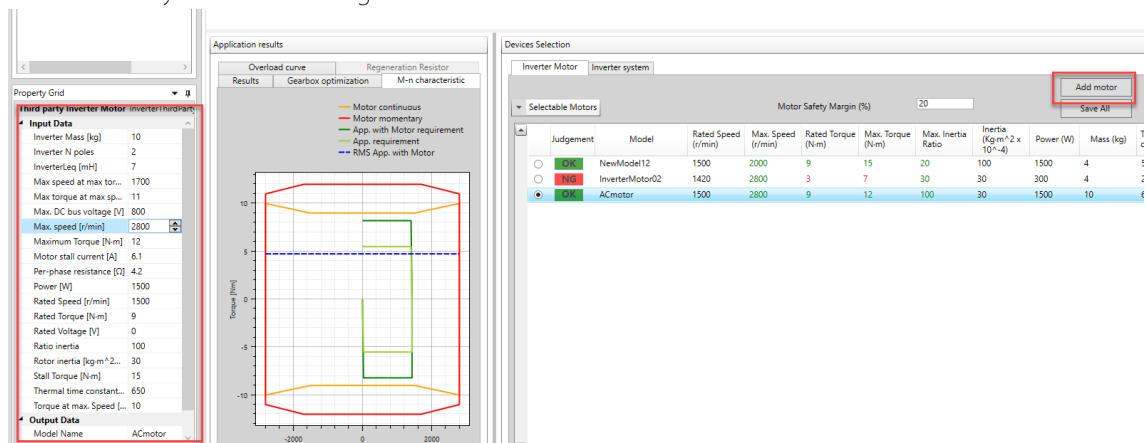 Property Grid
Third party Inverter Motor InverterThirdParty
Input Data
Inverter Mass [kg] 10
Inverter N poles 2
InverterLeq [mH] 7
Max speed at max tor... 1700
Max torque at max sp... 11
Max. DC bus voltage [V] 800
Max. speed [r/min] 2800
Maximum Torque [N·m] 12
Motor stall current [A] 6.1
Per-phase resistance [Ω] 4.2
Power [W] 1500
Rated Speed [r/min] 1500
Rated Torque [N·m] 9
Rated Voltage [V] 0
Ratio inertia 100
Rotor inertia [kg·m^2... 30
Stall Torque [N·m] 15
Thermal time constant... 650
Torque at max. Speed [... 10
Output Data
Model Name ACmotor
Application results
Overload curve Regeneration Resistor
Results Gearbox optimization M-n characteristic
Motor continuous
Motor momentary
App. with Motor requirement
App. requirement
RMS App. with Motor
Torque [Nm]
10
5
0
-5
-10
-2000 0 2000
Devices Selection
Inverter Motor Inverter system
Add motor
Selectable Motors Motor Safety Margin (%) 20 Save All
Judgement Model Rated Speed (r/min) Max. Speed (r/min) Rated Torque (N·m) Max. Torque (N·m) Max. Inertia Ratio Inertia (Kg·m^2 x 10^-4) Power (W) Mass (kg)
OK NewModel12 1500 2000 9 15 20 100 1500 4
NG InverterMotor02 1420 2800 3 7 30 30 300 4
OK ACmotor 1500 2800 9 12 100 30 1500 10